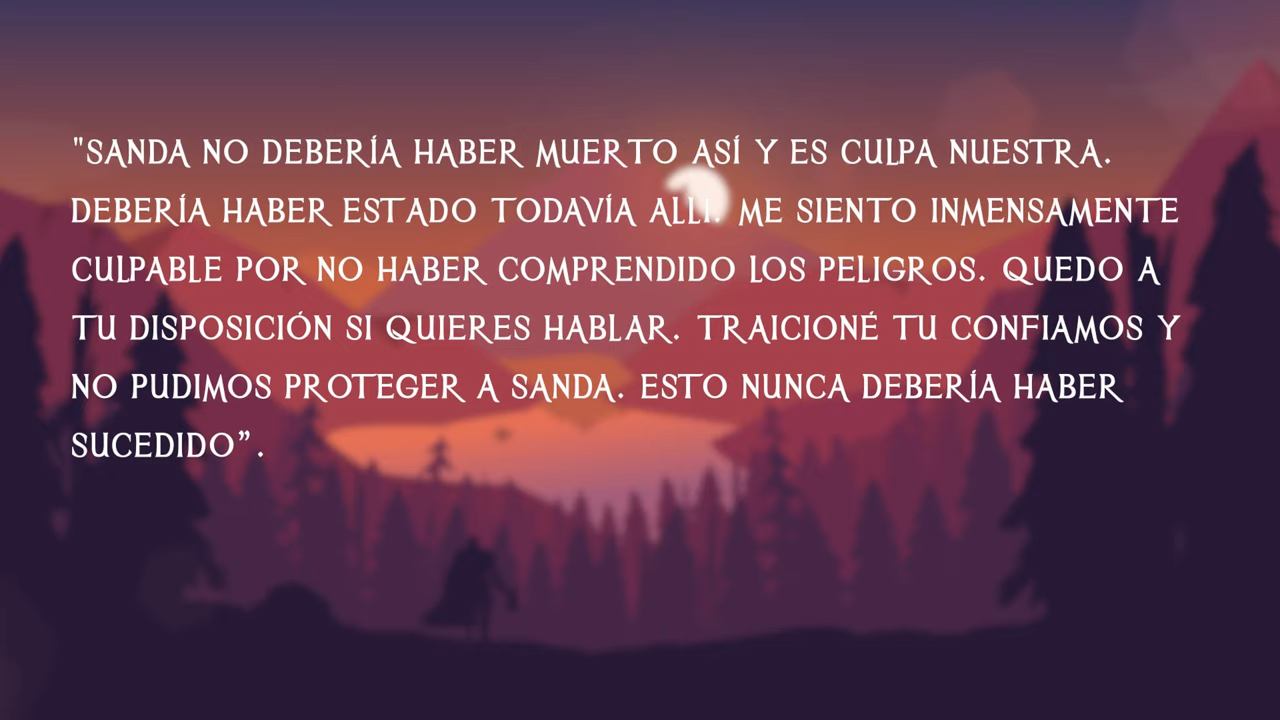 "SANDA NO DEBERÍA HABER MUERTO ASÍ Y ES CULPA NUESTRA.
DEBERÍA HABER ESTADO TODAVÍA ALLI. ME SIENTO INMENSAMENTE
CULPABLE POR NO HABER COMPRENDIDO LOS PELIGROS. QUEDO A
TU DISPOSICIÓN SI QUIERES HABLAR. TRAICIONÉ TU CONFIAMOS Y
NO PUDIMOS PROTEGER A SANDA. ESTO NUNCA DEBERÍA HABER
SUCEDIDO”.